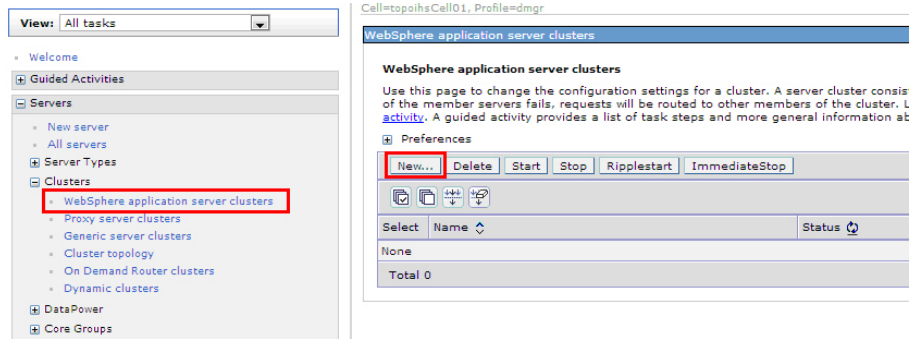 View: All tasks
Welcome
Guided Activities
Servers
New server
All servers
Server Types
Clusters
WebSphere application server clusters
Proxy server clusters
Generic server clusters
Cluster topology
On Demand Router clusters
Dynamic clusters
DataPower
Core Groups
Cell=topoihsCell01, Profile=dmgr
WebSphere application server clusters
WebSphere application server clusters
Use this page to change the configuration settings for a cluster. A server cluster consis
of the member servers fails, requests will be routed to other members of the cluster. L
activity. A guided activity provides a list of task steps and more general information ab
Preferences
New... Delete Start Stop Ripplestart ImmediateStop
Select Name Status
None
Total 0